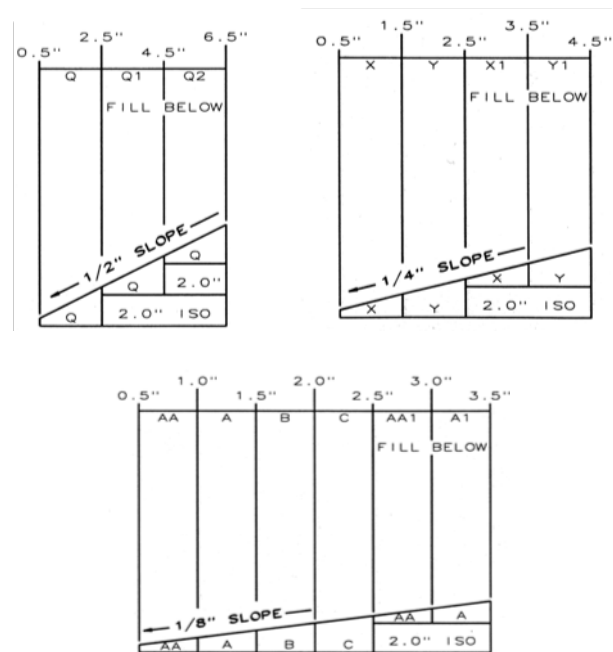 2.5" 6.5"
0.5" 4.5"
Q Q1 Q2
FILL BELOW
1/2" SLOPE
Q
Q 2.0"
Q 2.0" ISO
1.5" 3.5"
0.5" 2.5" 4.5"
X Y X1 Y1
FILL BELOW
1/4" SLOPE
X Y
X Y 2.0" ISO
1.0" 2.0" 3.0"
0.5" 1.5" 2.5" 3.5"
AA A B C AA1 A1
FILL BELOW
1/8" SLOPE
AA A
AA A B C 2.0" ISO